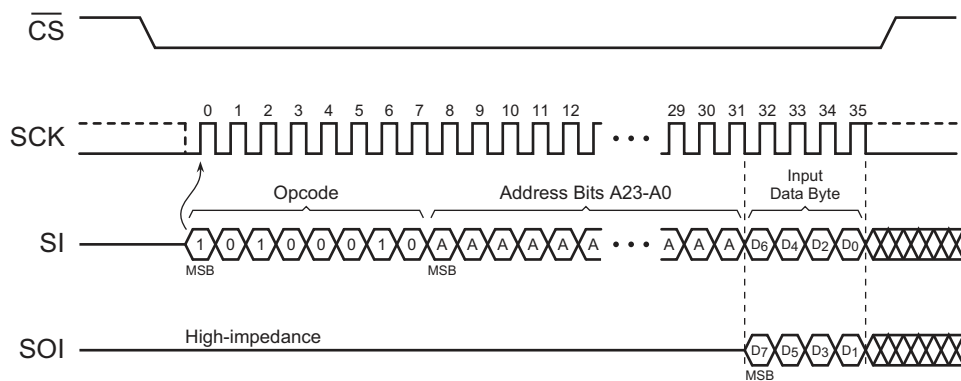 CS
0 1 2 3 4 5 6 7 8 9 10 11 12 29 30 31 32 33 34 35
SCK
Opcode
Address Bits A23-A0
Input
Data Byte
SI
1 0 1 0 0 0 1 0 A A A A A A A A A D6 D4 D2 D0
MSB MSB
High-impedance
SOI
D7 D5 D3 D1
MSB